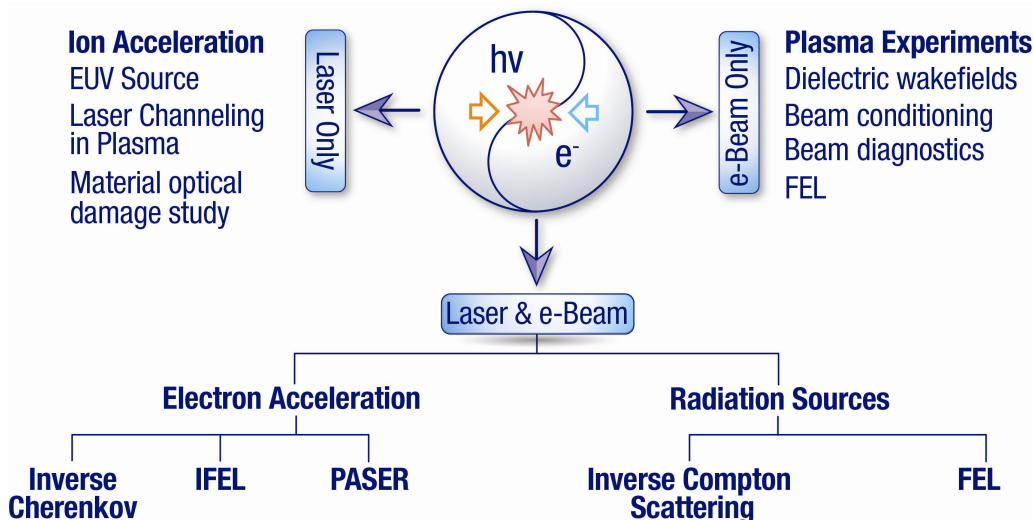 Ion Acceleration
EUV Source
Laser Channeling
in Plasma
Material optical
damage study
Laser Only
hν
e-
e-Beam Only
Plasma Experiments
Dielectric wakefields
Beam conditioning
Beam diagnostics
FEL
Laser & e-Beam
Electron Acceleration
Radiation Sources
Inverse
Cherenkov
IFEL
PASER
Inverse Compton
Scattering
FEL